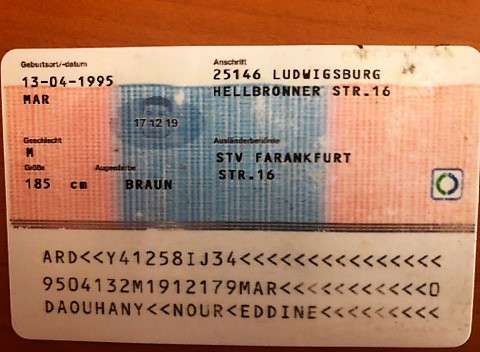 Geburtsort/-datum
13-04-1995
MAR
Anschrift
25146 LUDWIGSBURG
HELLBRONNER STR.16
17 12 19
Geschlecht
M
Ausländerbehörde
STV FARANKFURT
STR.16
Größe
185 cm
Augenfarbe
BRAUN
ARD<<Y41258IJ34<<<<<<<<<<<<<<<<
9504132M1912179MAR<<<<<<<<<<<O
DAOUHANY<<NOUR<EDDINE<<<<<<<<<